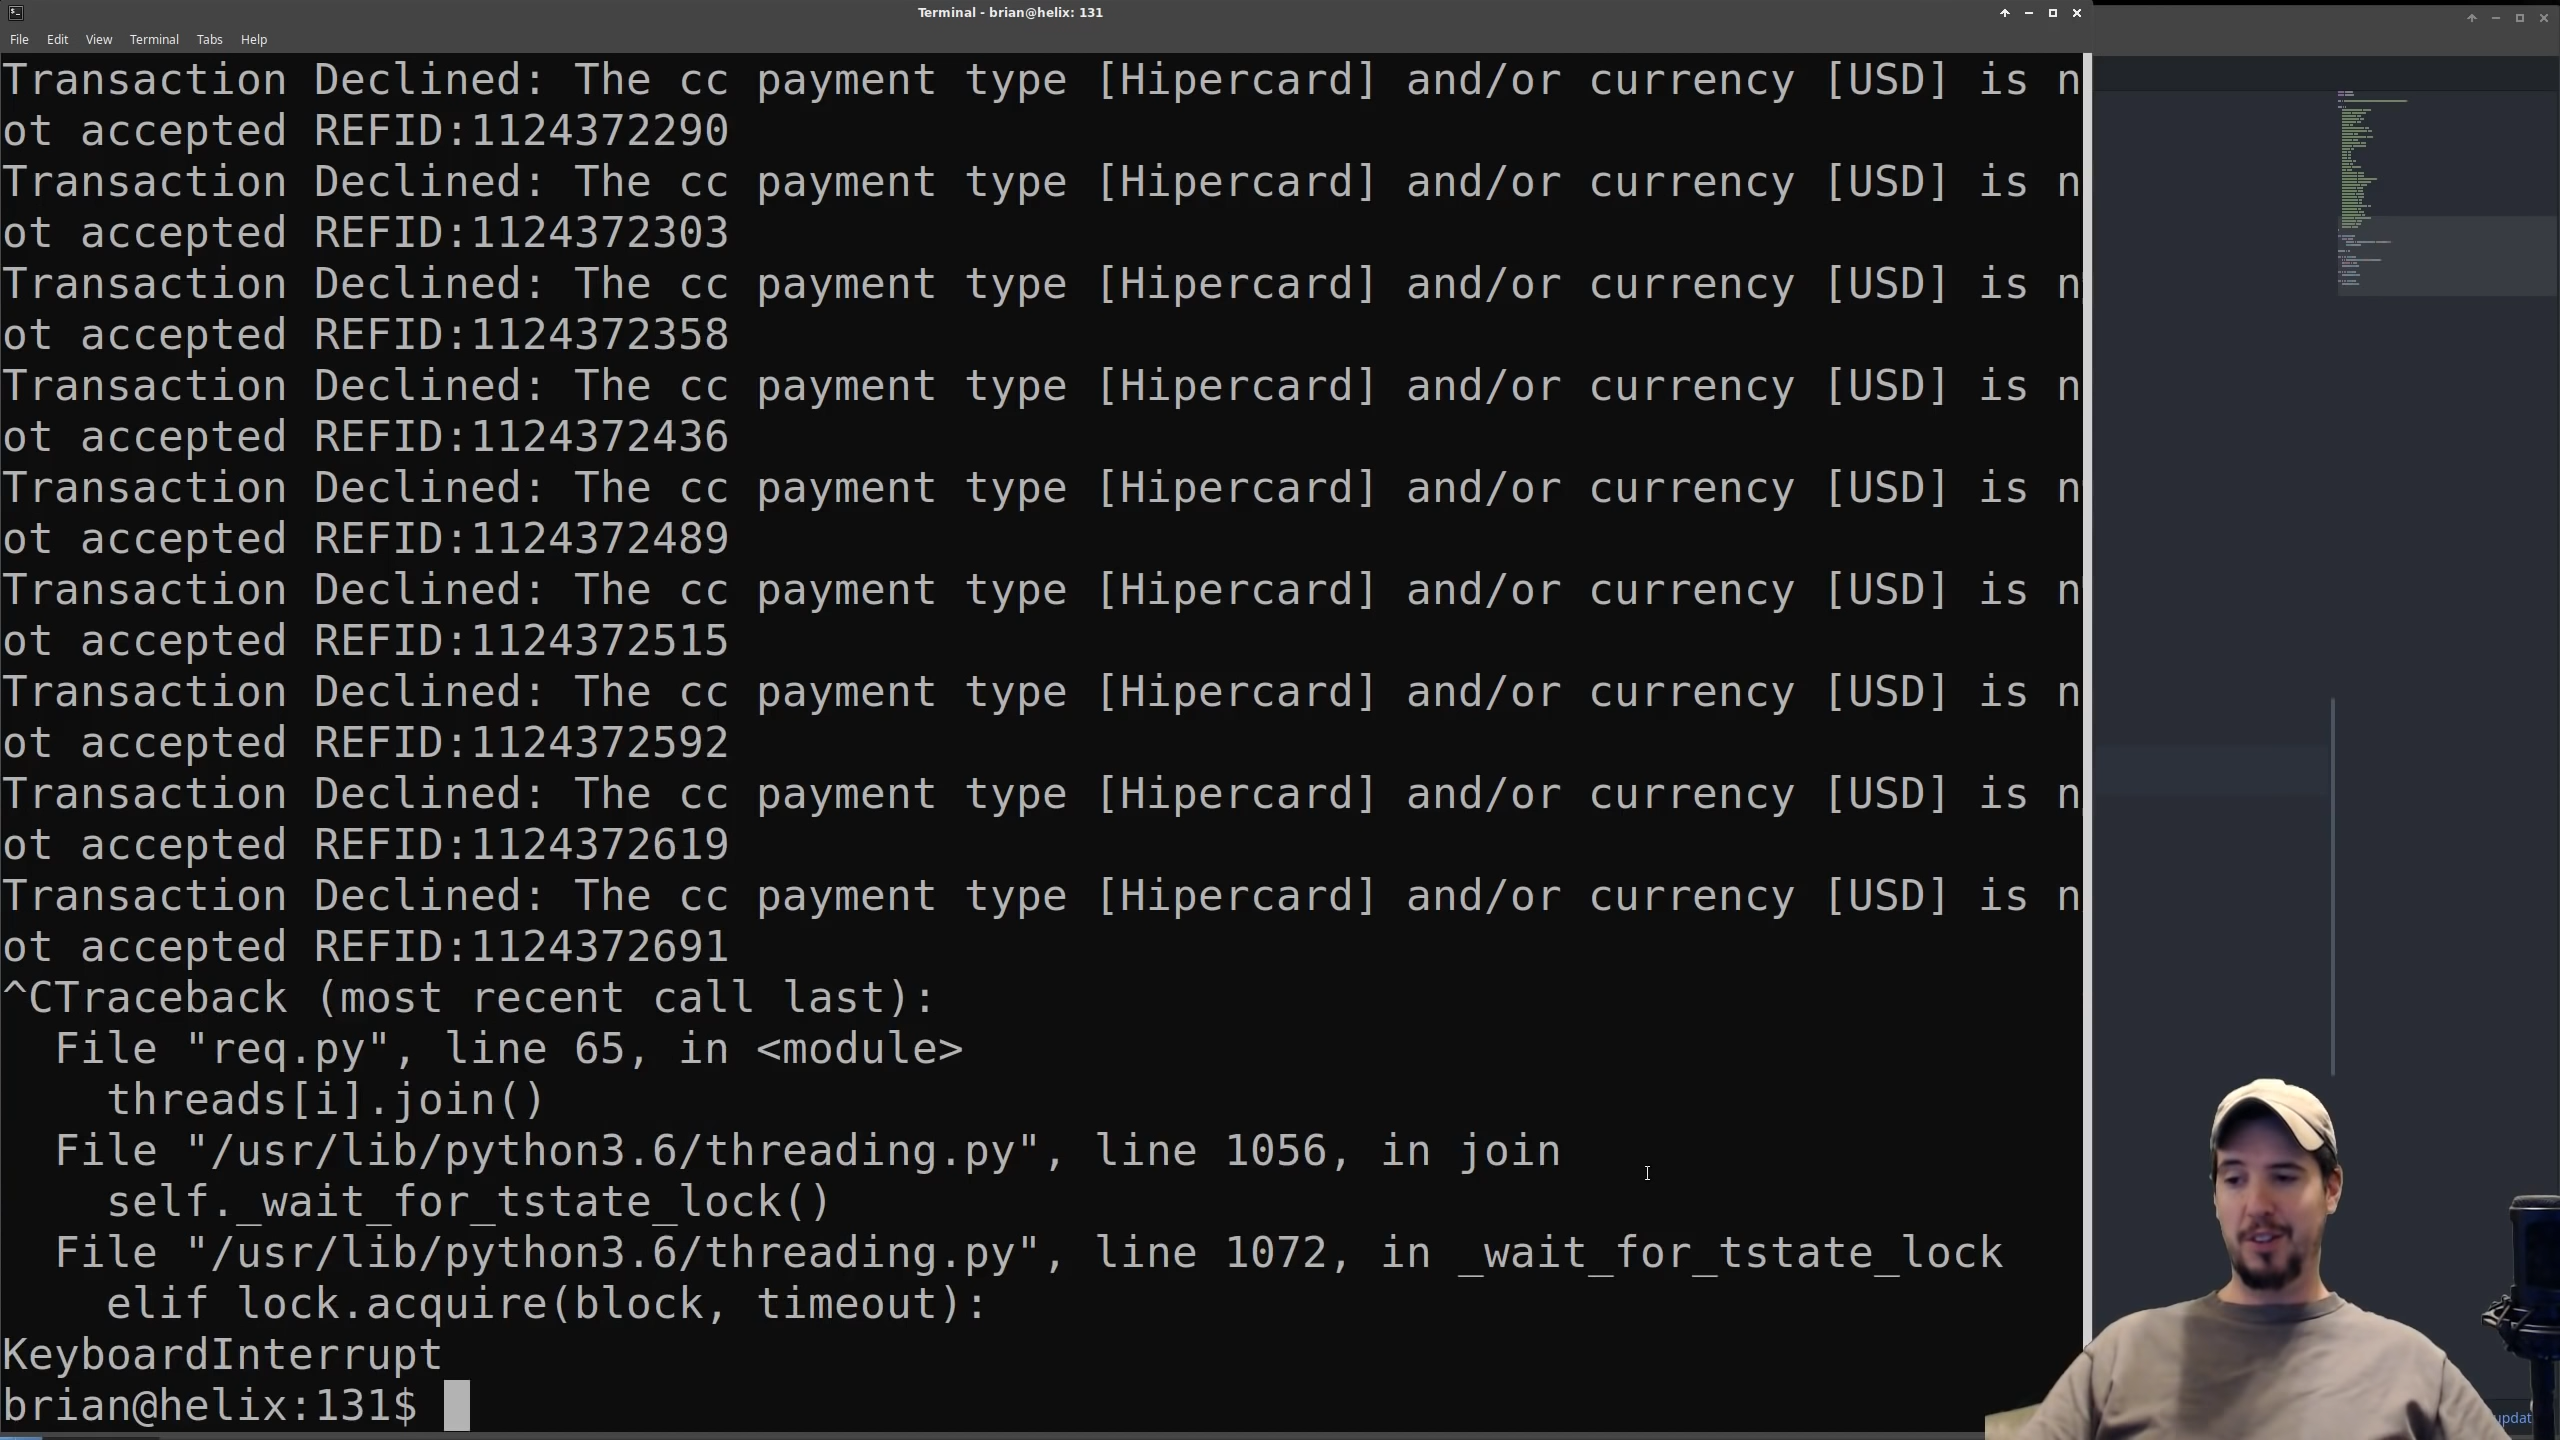 Terminal - brian@helix: 131
File Edit View Terminal Tabs Help
Transaction Declined: The cc payment type [Hipercard] and/or currency [USD] is n
ot accepted REFID:1124372290
Transaction Declined: The cc payment type [Hipercard] and/or currency [USD] is n
ot accepted REFID:1124372303
Transaction Declined: The cc payment type [Hipercard] and/or currency [USD] is n
ot accepted REFID:1124372358
Transaction Declined: The cc payment type [Hipercard] and/or currency [USD] is n
ot accepted REFID:1124372436
Transaction Declined: The cc payment type [Hipercard] and/or currency [USD] is n
ot accepted REFID:1124372489
Transaction Declined: The cc payment type [Hipercard] and/or currency [USD] is n
ot accepted REFID:1124372515
Transaction Declined: The cc payment type [Hipercard] and/or currency [USD] is n
ot accepted REFID:1124372592
Transaction Declined: The cc payment type [Hipercard] and/or currency [USD] is n
ot accepted REFID:1124372619
Transaction Declined: The cc payment type [Hipercard] and/or currency [USD] is n
ot accepted REFID:1124372691
^CTraceback (most recent call last):
  File "req.py", line 65, in <module>
    threads[i].join()
  File "/usr/lib/python3.6/threading.py", line 1056, in join
    self._wait_for_tstate_lock()
  File "/usr/lib/python3.6/threading.py", line 1072, in _wait_for_tstate_lock
    elif lock.acquire(block, timeout):
KeyboardInterrupt
brian@helix:131$
updat